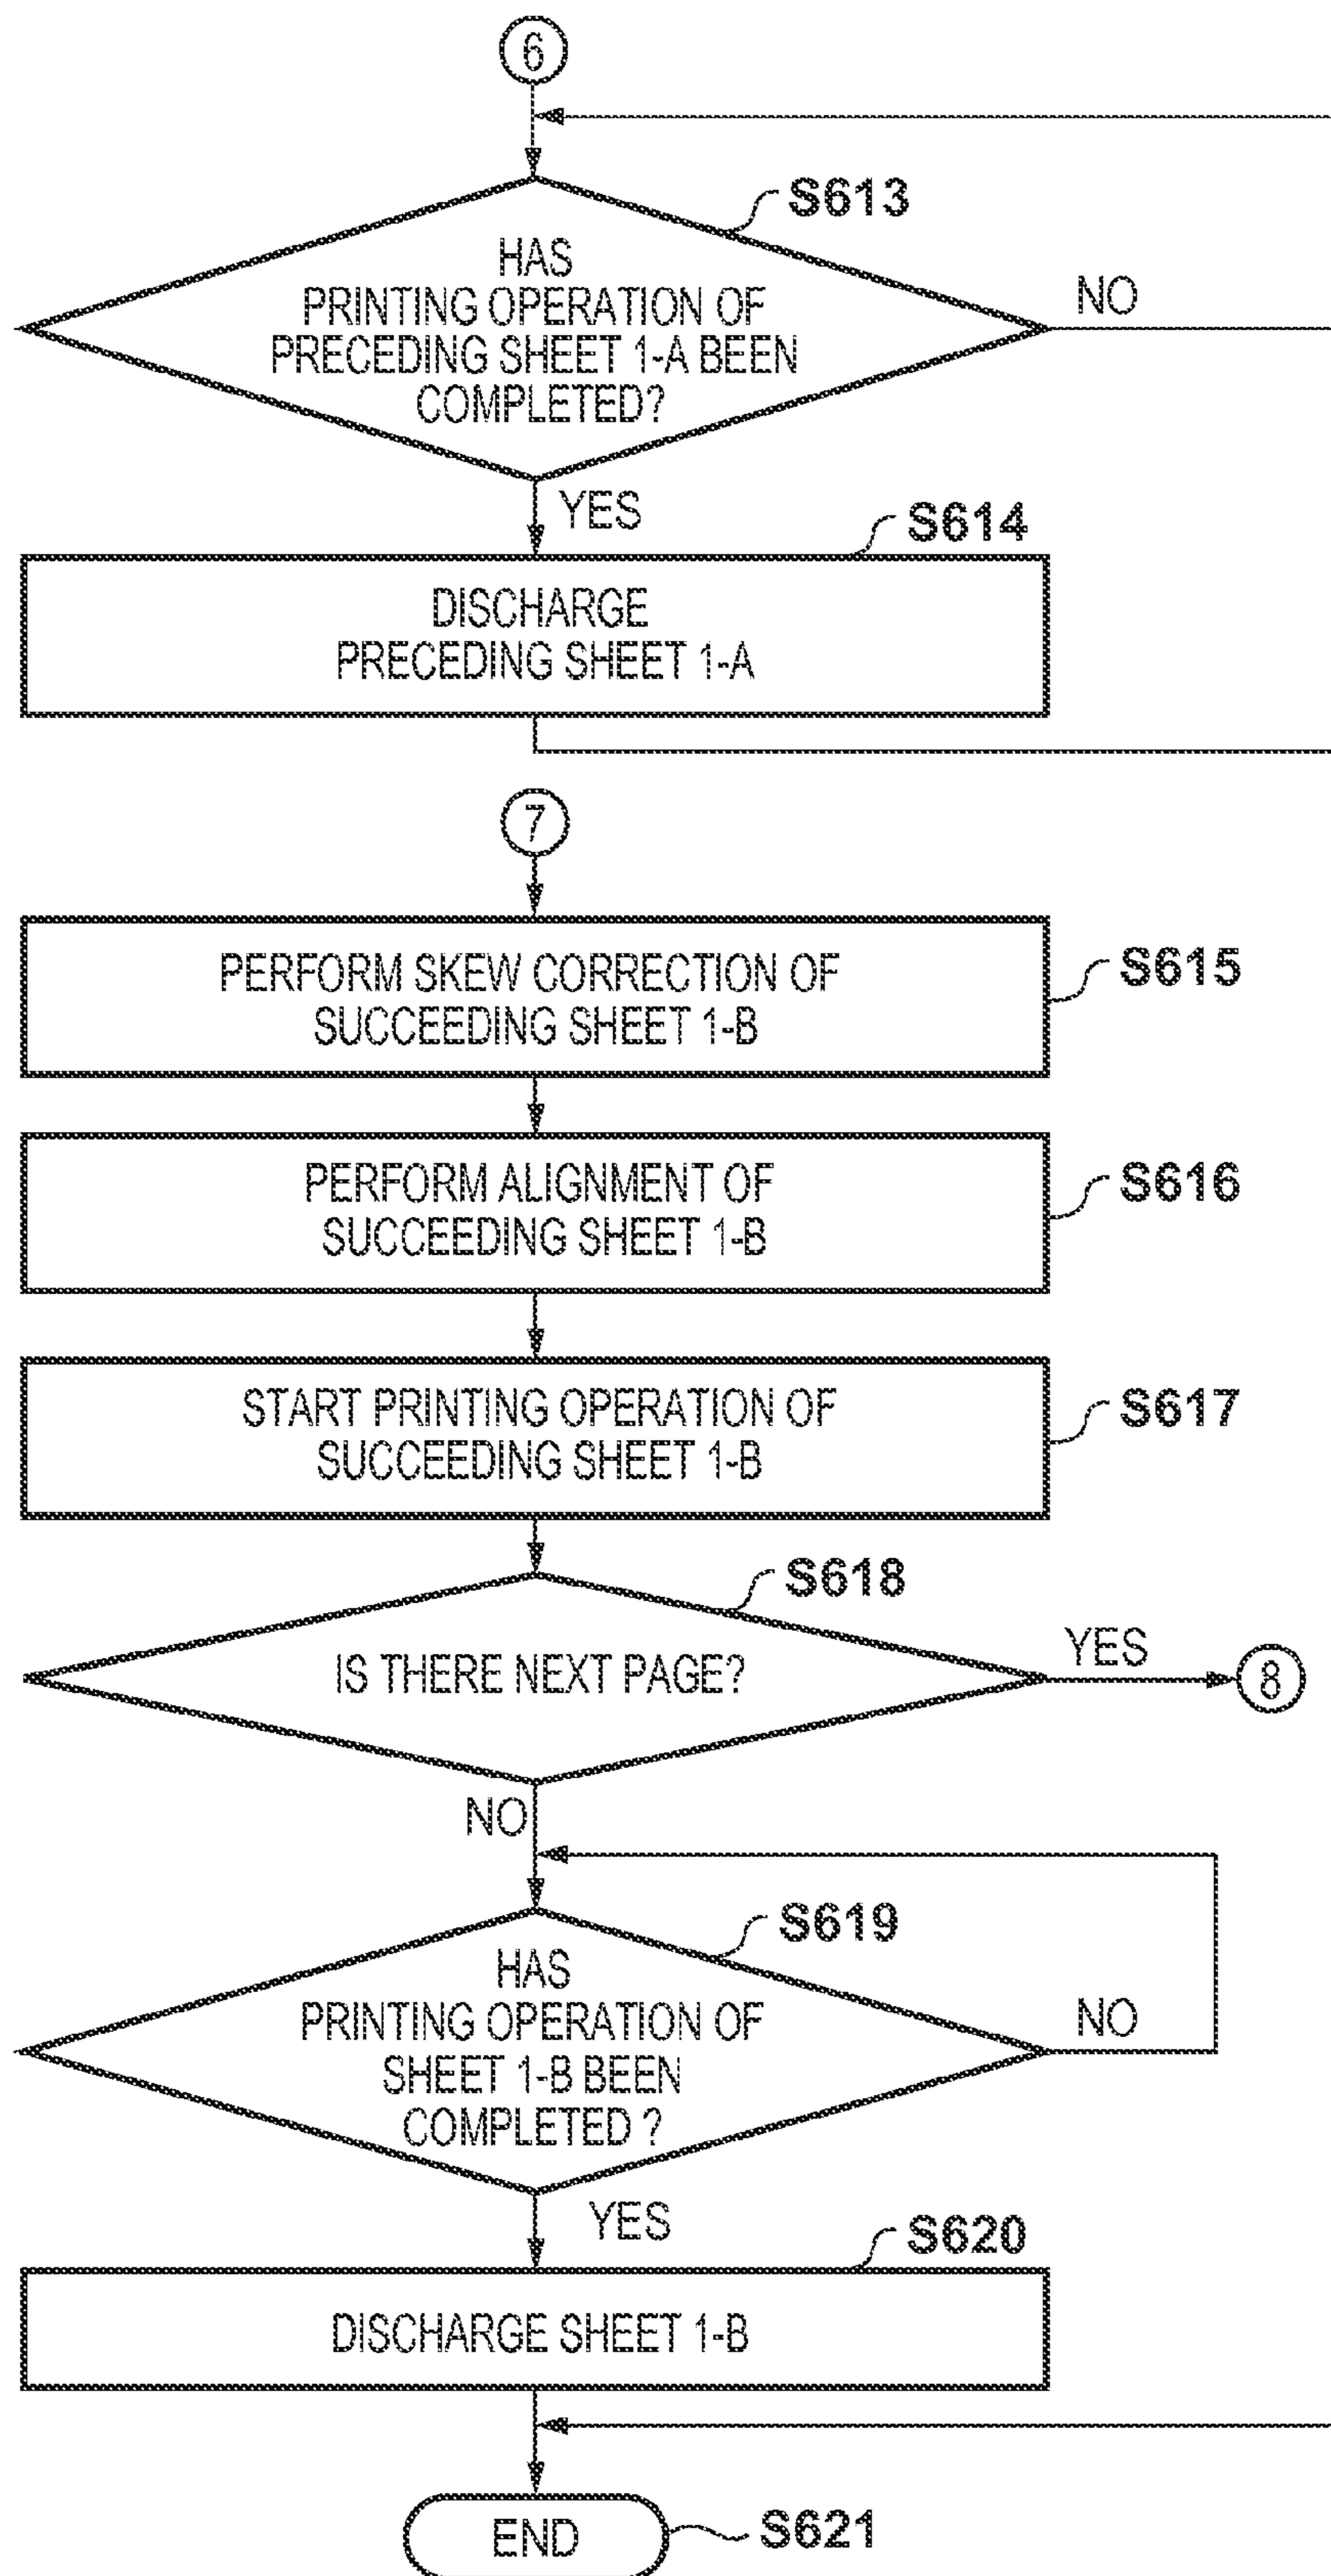 6
S613
HAS
PRINTING OPERATION OF
PRECEDING SHEET 1-A BEEN
COMPLETED?
NO
YES
S614
DISCHARGE
PRECEDING SHEET 1-A
7
PERFORM SKEW CORRECTION OF
SUCCEEDING SHEET 1-B
S615
PERFORM ALIGNMENT OF
SUCCEEDING SHEET 1-B
S616
START PRINTING OPERATION OF
SUCCEEDING SHEET 1-B
S617
S618
IS THERE NEXT PAGE?
YES
8
NO
S619
HAS
PRINTING OPERATION OF
SHEET 1-B BEEN
COMPLETED ?
NO
YES
S620
DISCHARGE SHEET 1-B
END
S621